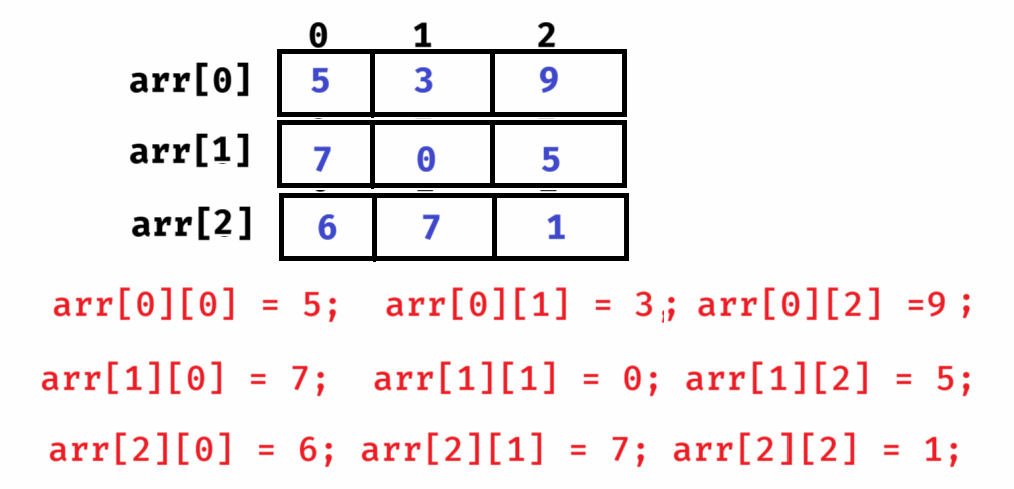 0 1 2
arr[0] 5 3 9
arr[1] 7 0 5
arr[2] 6 7 1
arr[0][0] = 5; arr[0][1] = 3; arr[0][2] =9 ;
arr[1][0] = 7; arr[1][1] = 0; arr[1][2] = 5;
arr[2][0] = 6; arr[2][1] = 7; arr[2][2] = 1;